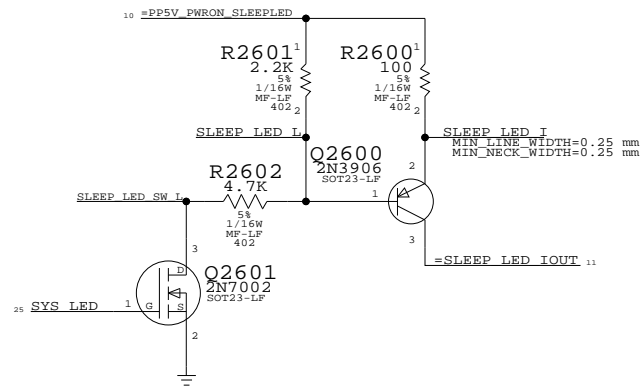 10 =PP5V_PWRON_SLEEPLED
R2601 1
2.2K
5%
1/16W
MF-LF
402
2
R2600 1
100
5%
1/16W
MF-LF
402
2
SLEEP_LED_L
SLEEP_LED_I
MIN_LINE_WIDTH=0.25 mm
MIN_NECK_WIDTH=0.25 mm
Q2600
2N3906
SOT23-LF
2
1
3
R2602
4.7K
5%
1/16W
MF-LF
402
SLEEP_LED_SW_L
=SLEEP_LED_IOUT 11
3
D
Q2601
2N7002
SOT23-LF
25 SYS_LED 1 G S
2